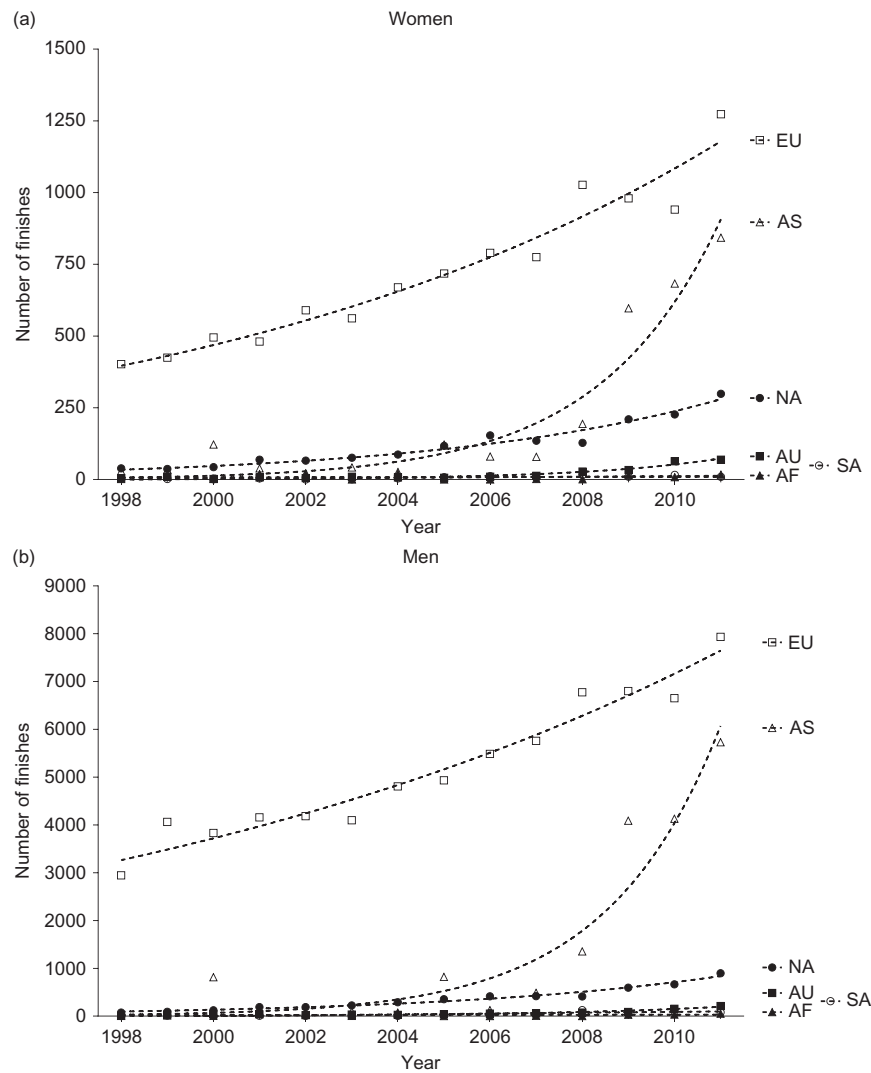 (a)
Women
1500
1250
1000
750
500
250
0
Number of finishes
EU
AS
NA
AU
SA
AF
1998 2000 2002 2004 2006 2008 2010
Year
(b)
Men
9000
8000
7000
6000
5000
4000
3000
2000
1000
0
Number of finishes
EU
AS
NA
AU
SA
AF
1998 2000 2002 2004 2006 2008 2010
Year